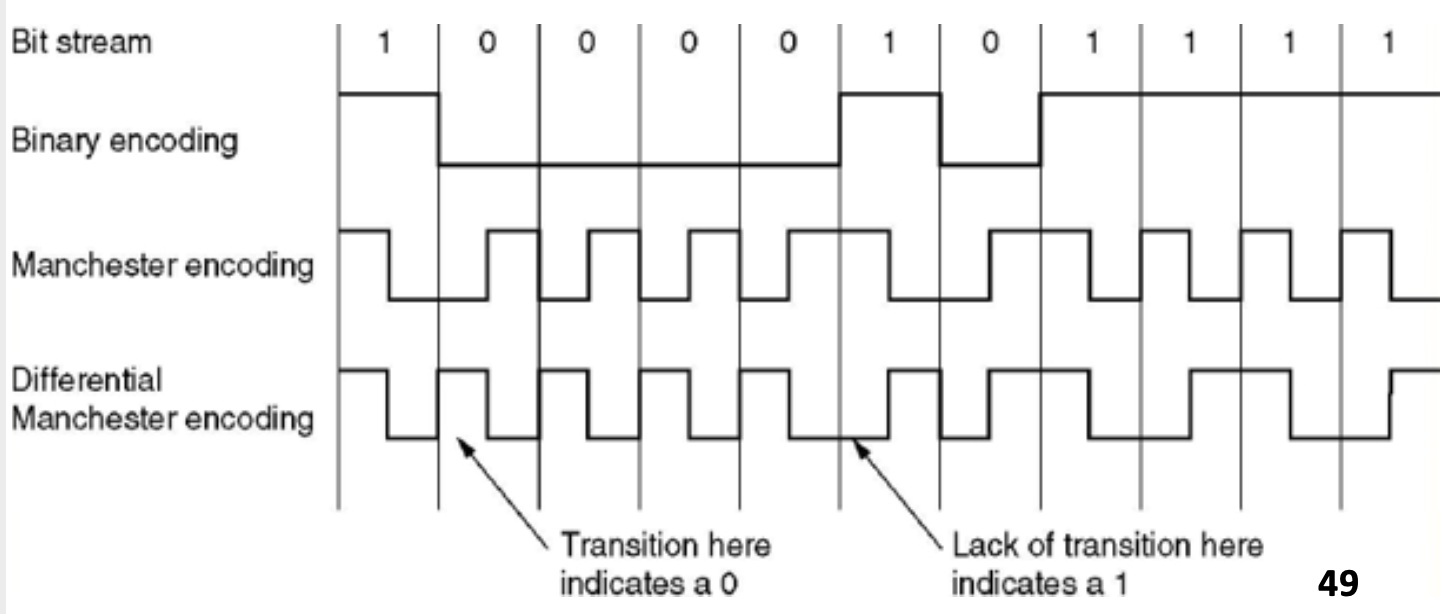 Bit stream 1 0 0 0 0 1 0 1 1 1 1
Binary encoding
Manchester encoding
Differential
Manchester encoding
Transition here
indicates a 0
Lack of transition here
indicates a 1
49